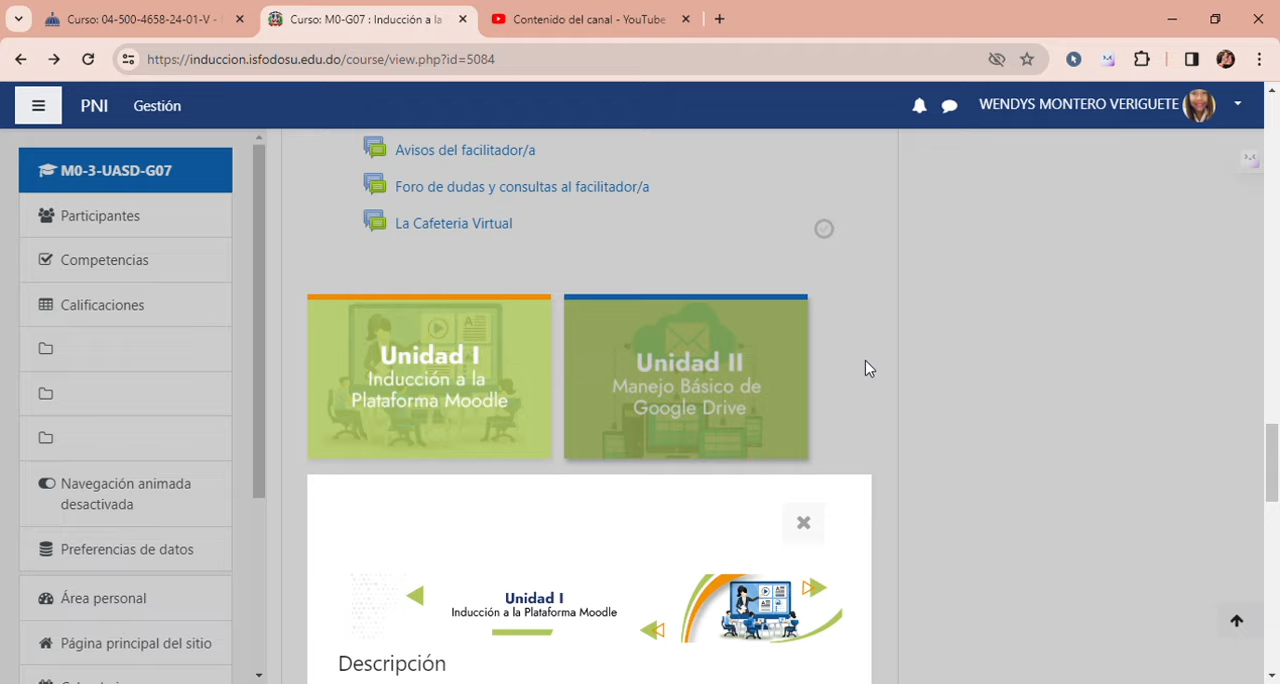 Curso: 04-500-4658-24-01-V -
Curso: M0-G07 : Inducción a la
Contenido del canal - YouTube
https://induccion.isfodosu.edu.do/course/view.php?id=5084
PNI
Gestión
WENDYS MONTERO VERIGUETE
M0-3-UASD-G07
Participantes
Competencias
Calificaciones
Navegación animada
desactivada
Preferencias de datos
Área personal
Página principal del sitio
Avisos del facilitador/a
Foro de dudas y consultas al facilitador/a
La Cafeteria Virtual
Unidad I
Inducción a la
Plataforma Moodle
Unidad II
Manejo Básico de
Google Drive
Unidad I
Inducción a la Plataforma Moodle
Descripción